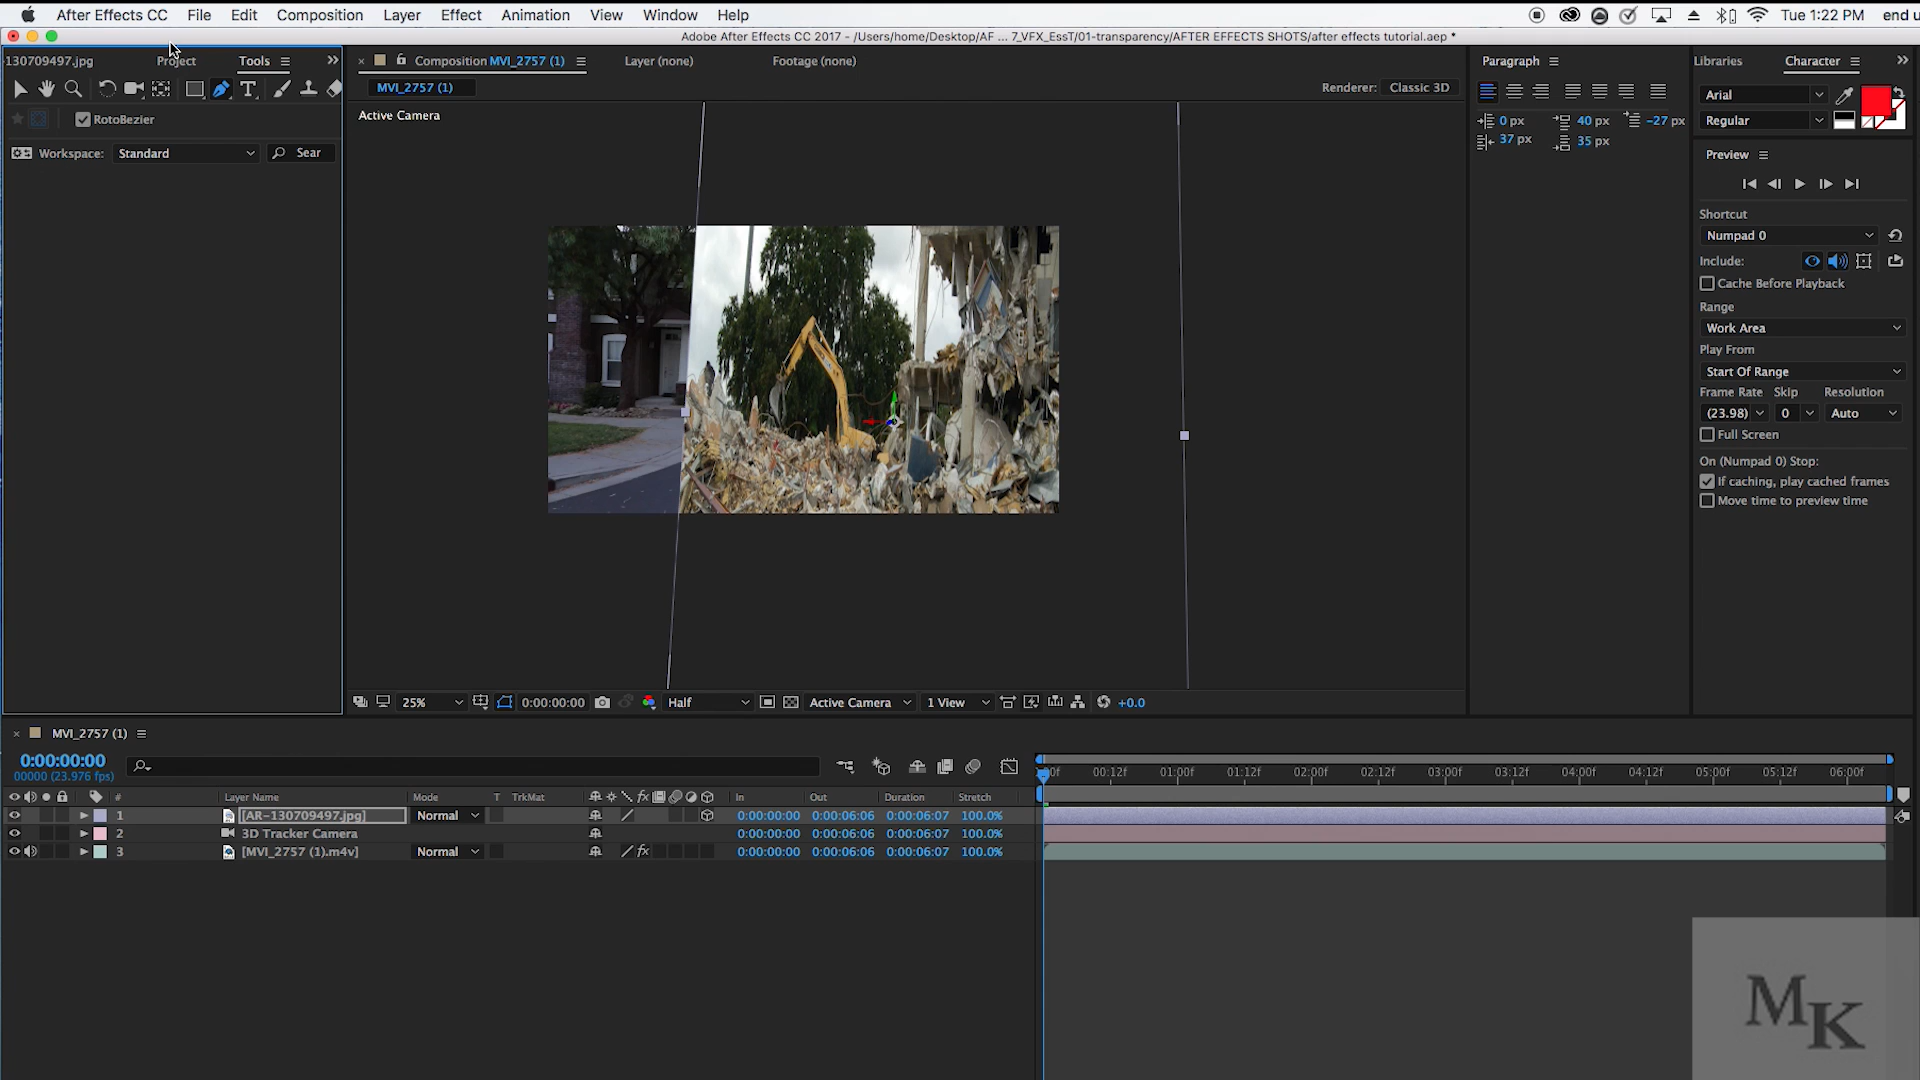 After Effects CC File Edit Composition Layer Effect Animation View Window Help Tue 1:22 PM end u
Adobe After Effects CC 2017 - /Users/home/Desktop/AF ... 7_VFX_EssT/01-transparency/AFTER EFFECTS SHOTS/after effects tutorial.aep *
-130709497.jpg Project Tools
Composition MVI_2757 (1) Layer (none) Footage (none)
Paragraph Libraries Character
MVI_2757 (1) Renderer: Classic 3D
Arial
Active Camera
RotoBezier
0 px 40 px -27 px
Regular
37 px 35 px
Workspace: Standard Sear
Preview
Shortcut
Numpad 0
Include:
Cache Before Playback
Range
Work Area
Play From
Start Of Range
Frame Rate Skip Resolution
(23.98) 0 Auto
Full Screen
On (Numpad 0) Stop:
If caching, play cached frames
Move time to preview time
25% 0:00:00:00 Half Active Camera 1 View +0.0
MVI_2757 (1)
0:00:00:00
00000 (23.976 fps)
00f 00:12f 01:00f 01:12f 02:00f 02:12f 03:00f 03:12f 04:00f 04:12f 05:00f 05:12f 06:00f
# Layer Name Mode T TrkMat fx In Out Duration Stretch
1 [AR-130709497.jpg] Normal 0:00:00:00 0:00:06:06 0:00:06:07 100.0%
2 3D Tracker Camera 0:00:00:00 0:00:06:06 0:00:06:07 100.0%
3 [MVI_2757 (1).m4v] Normal fx 0:00:00:00 0:00:06:06 0:00:06:07 100.0%
MK